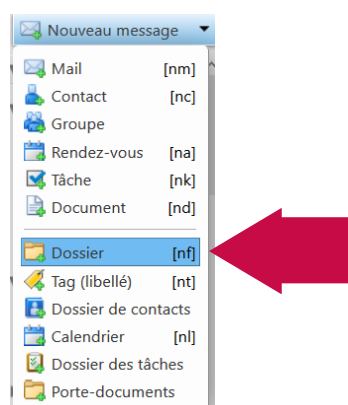 Nouveau message
Mail [nm]
Contact [nc]
Groupe
Rendez-vous [na]
Tâche [nk]
Document [nd]
Dossier [nf]
Tag (libellé) [nt]
Dossier de contacts
Calendrier [nl]
Dossier des tâches
Porte-documents